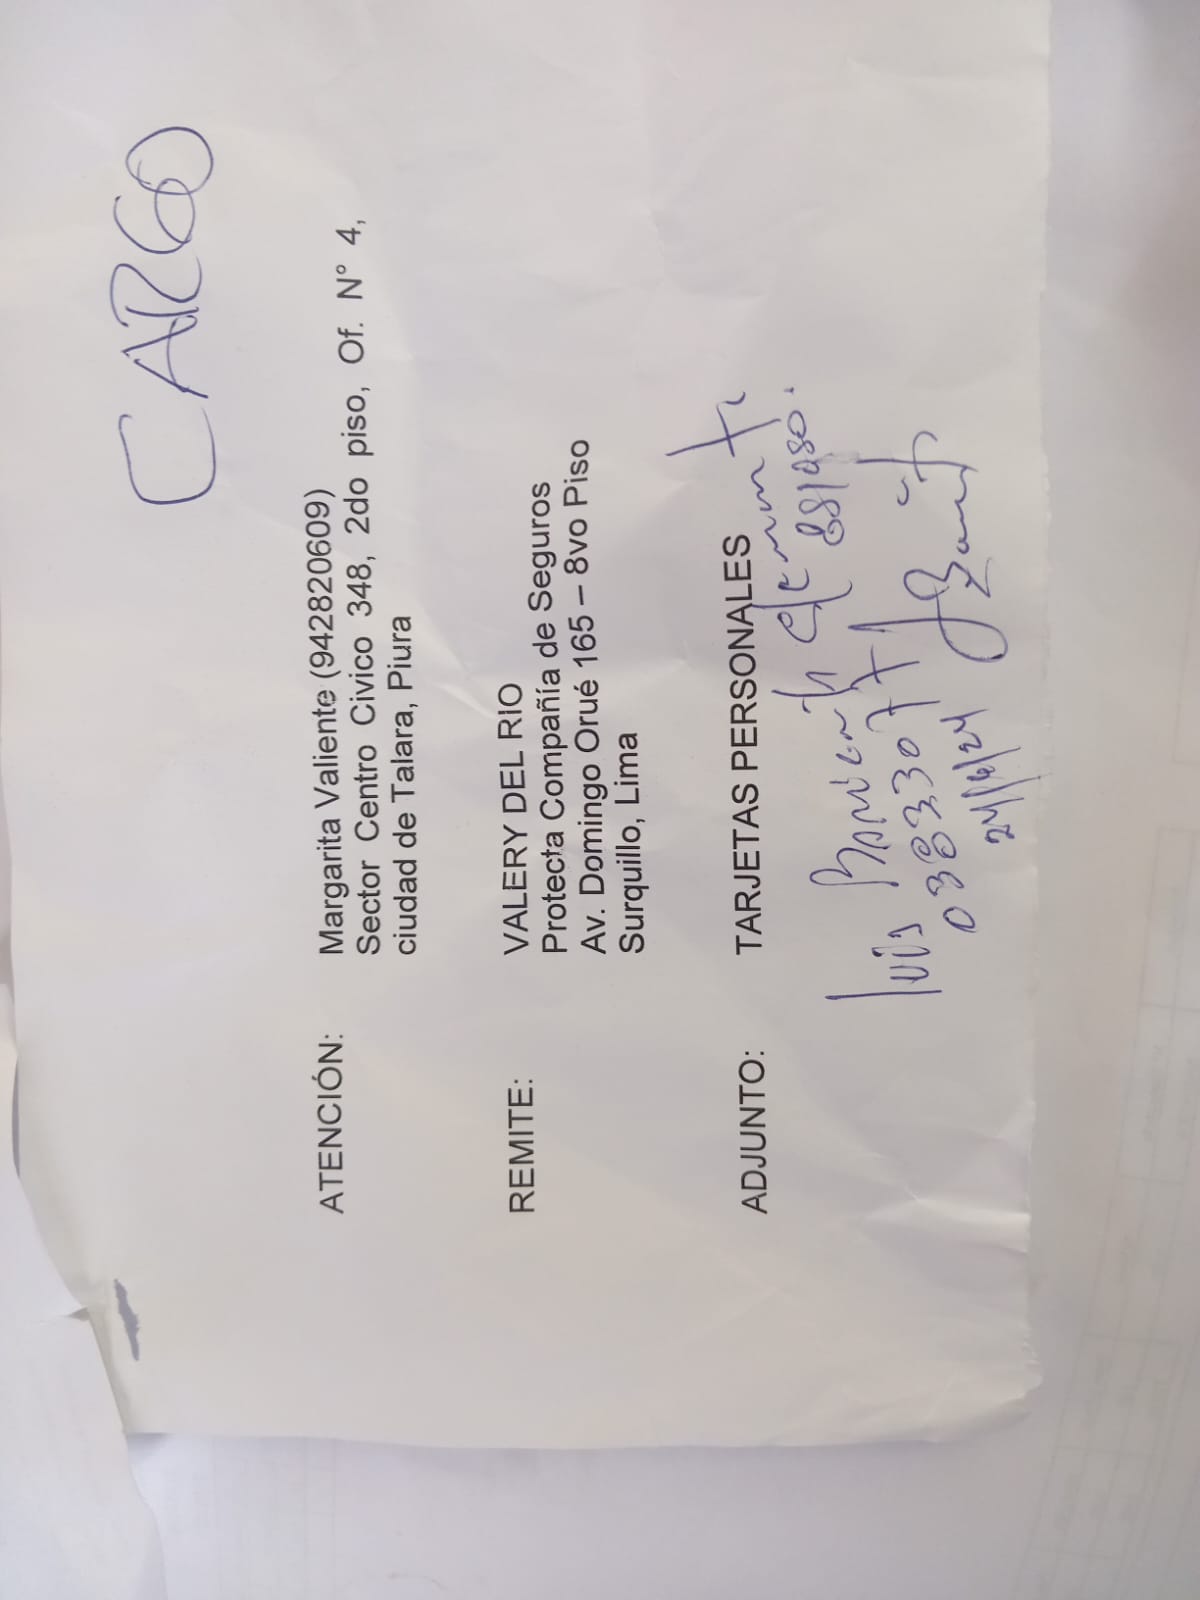 CARGO
ATENCIÓN: Margarita Valiente (942820609)
Sector Centro Civico 348, 2do piso, Of. N° 4,
ciudad de Talara, Piura
REMITE: VALERY DEL RIO
Protecta Compañía de Seguros
Av. Domingo Orué 165 – 8vo Piso
Surquillo, Lima
ADJUNTO: TARJETAS PERSONALES
03833077